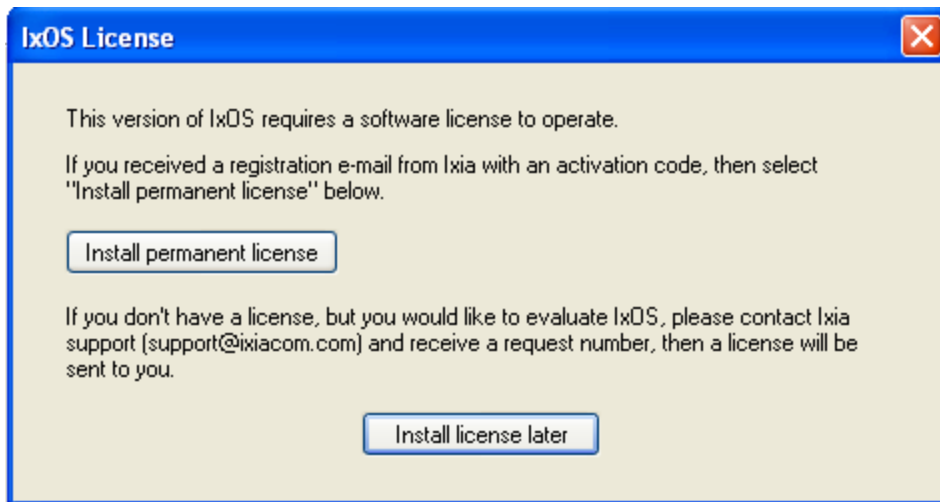 IxOS License
This version of IxOS requires a software license to operate.
If you received a registration e-mail from Ixia with an activation code, then select
"Install permanent license" below.
Install permanent license
If you don't have a license, but you would like to evaluate IxOS, please contact Ixia
support (support@ixiacom.com) and receive a request number, then a license will be
sent to you.
Install license later